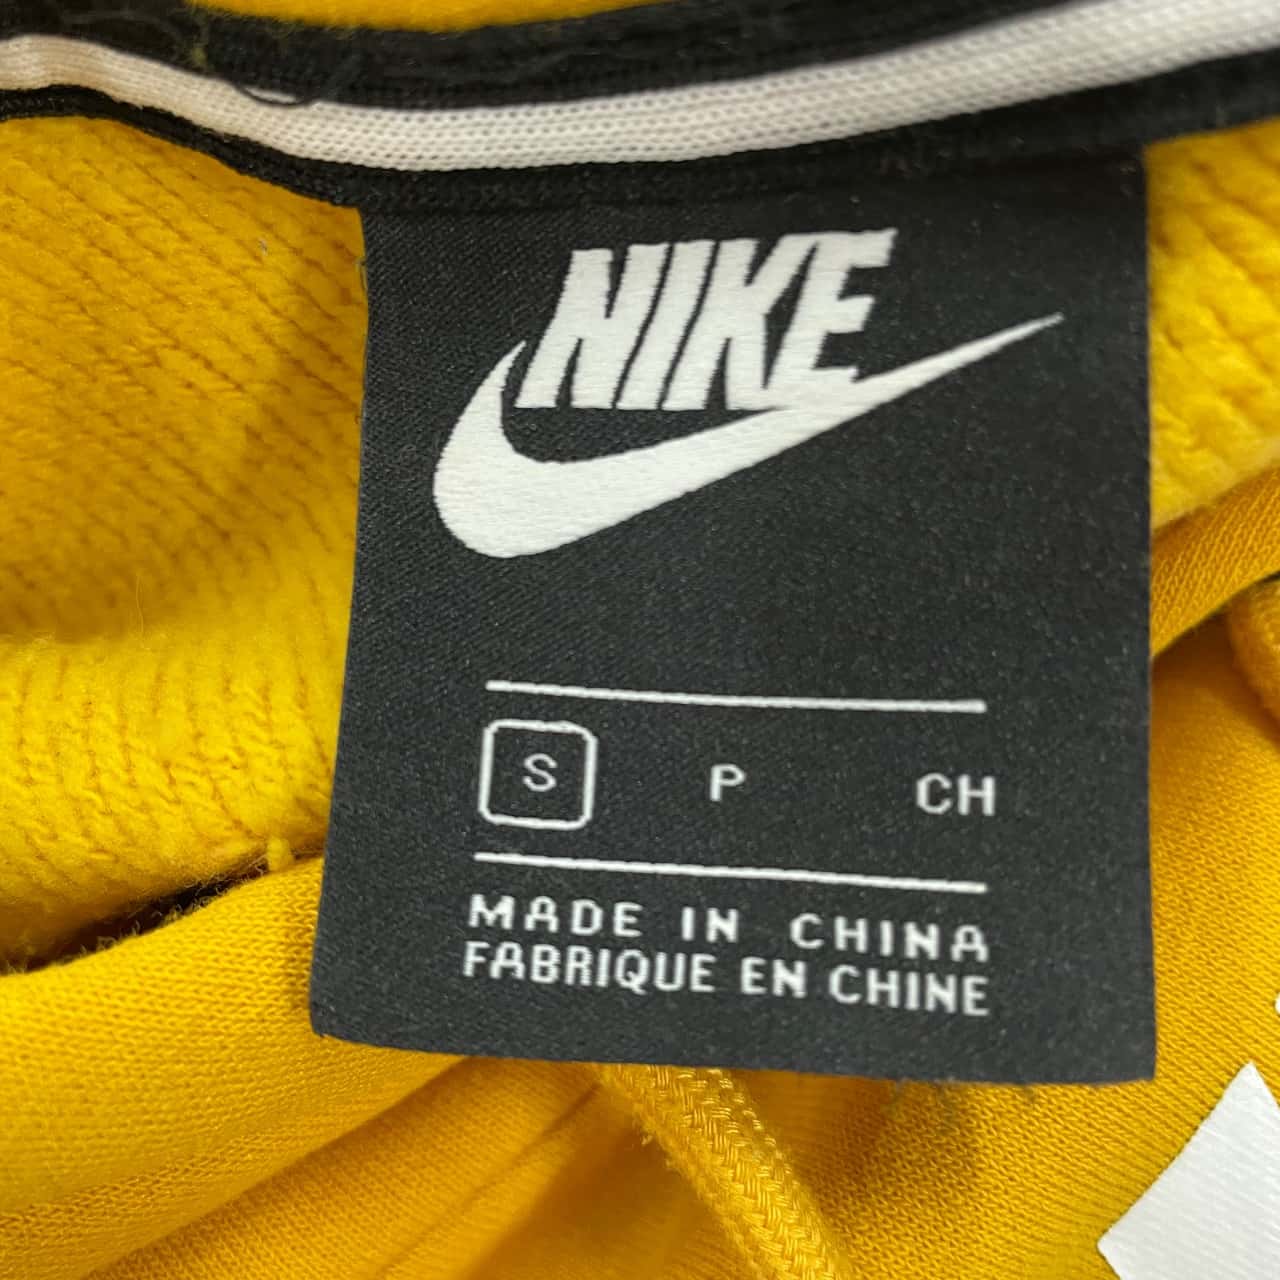 NIKE
S P CH
MADE IN CHINA
FABRIQUE EN CHINE